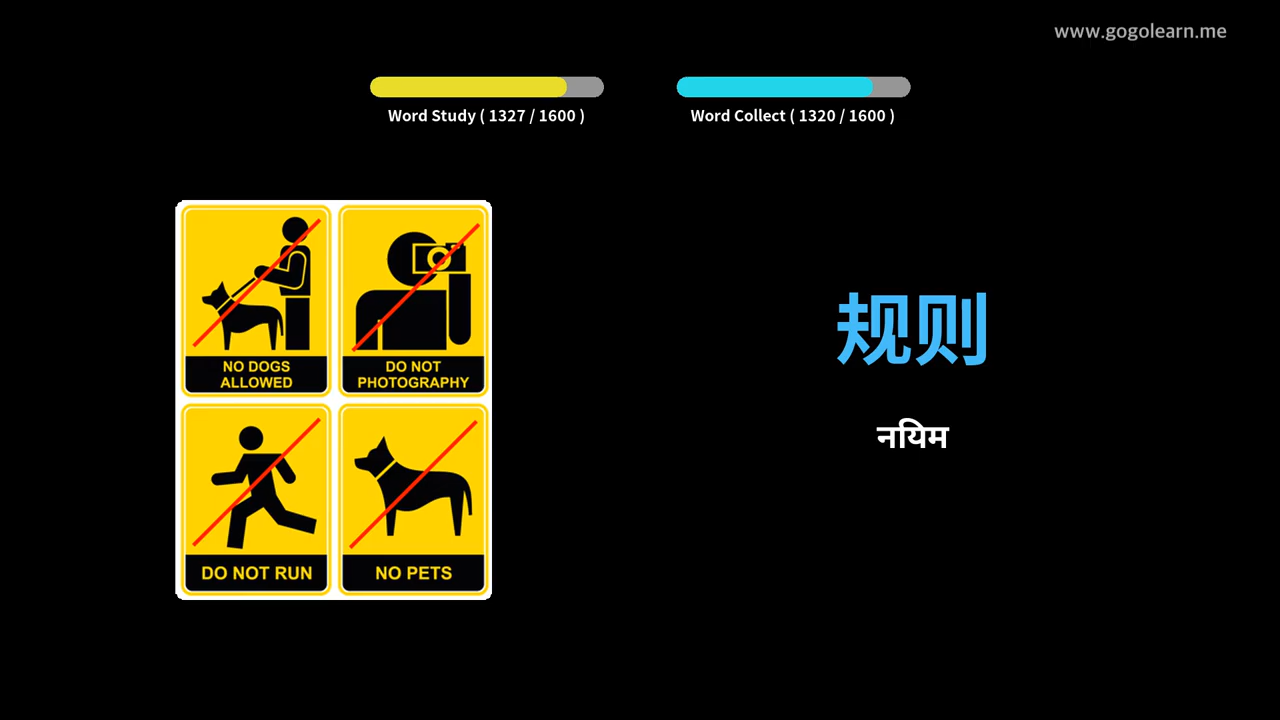 www.gogolearn.me
Word Study ( 1327 / 1600 )
Word Collect ( 1320 / 1600 )
NO DOGS
ALLOWED
DO NOT
PHOTOGRAPHY
DO NOT RUN
NO PETS
规则
नियम